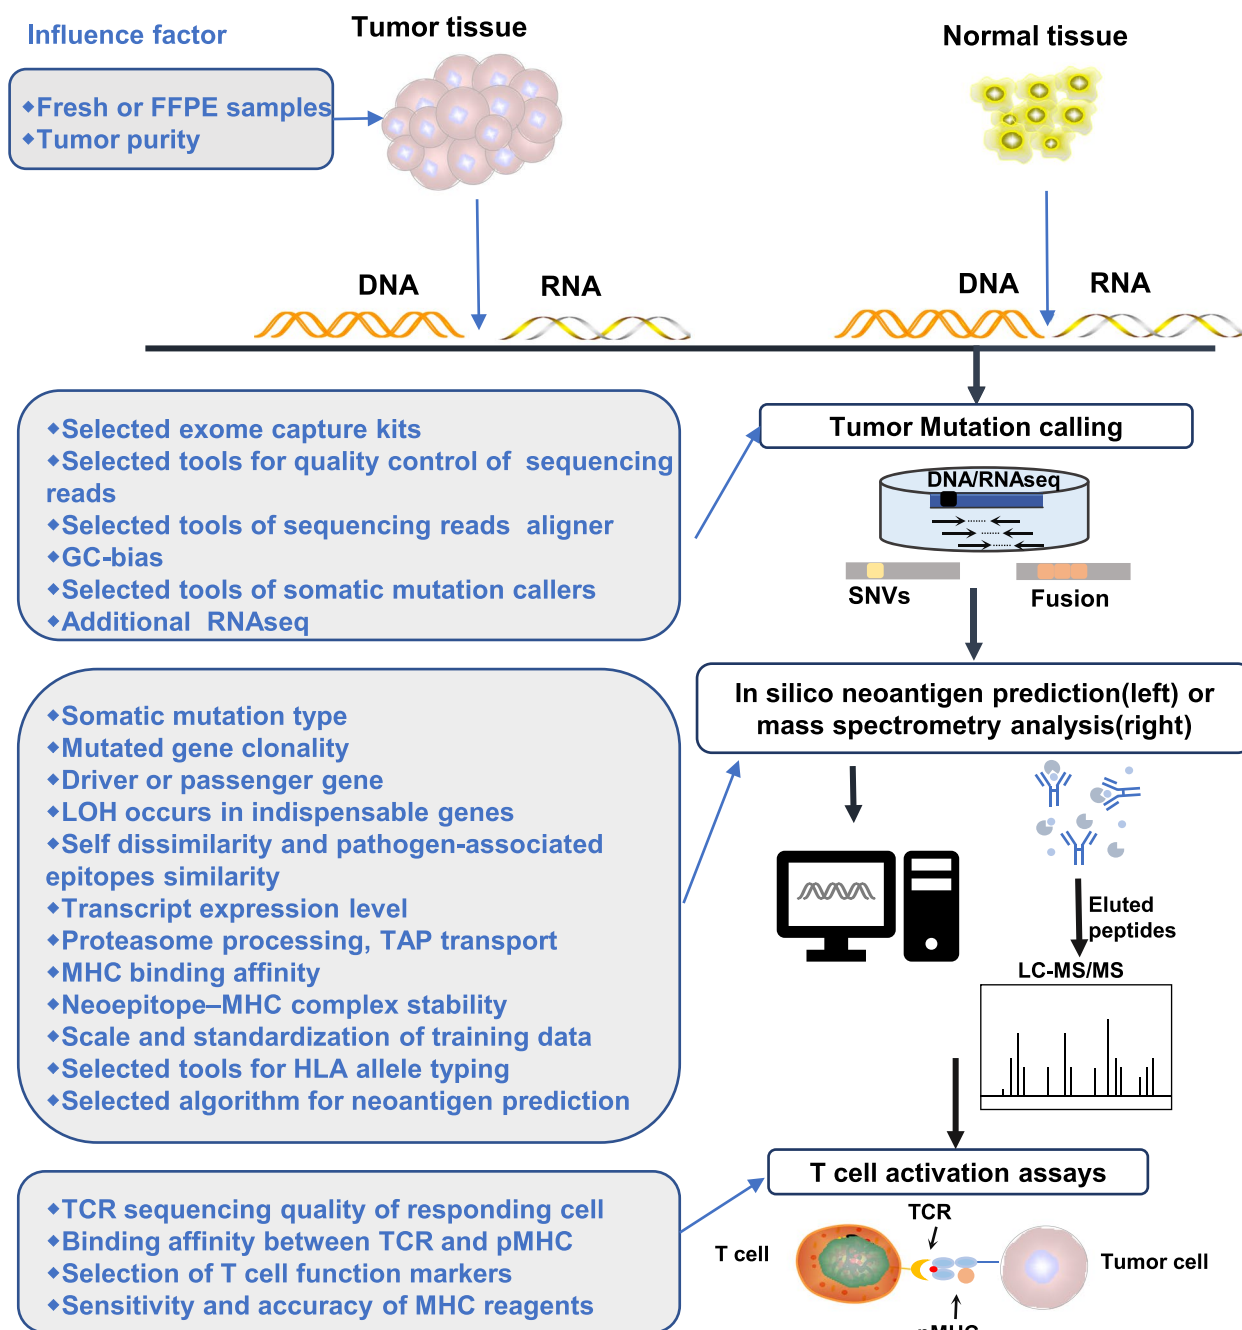 Influence factor
Tumor tissue
Normal tissue
◆Fresh or FFPE samples
◆Tumor purity
DNA
RNA
DNA
RNA
◆Selected exome capture kits
◆Selected tools for quality control of sequencing
reads
◆Selected tools of sequencing reads aligner
◆GC-bias
◆Selected tools of somatic mutation callers
◆Additional RNAseq
Tumor Mutation calling
DNA/RNAseq
SNVs
Fusion
In silico neoantigen prediction(left) or
mass spectrometry analysis(right)
◆Somatic mutation type
◆Mutated gene clonality
◆Driver or passenger gene
◆LOH occurs in indispensable genes
◆Self dissimilarity and pathogen-associated
epitopes similarity
◆Transcript expression level
◆Proteasome processing, TAP transport
◆MHC binding affinity
◆Neoepitope–MHC complex stability
◆Scale and standardization of training data
◆Selected tools for HLA allele typing
◆Selected algorithm for neoantigen prediction
Eluted
peptides
LC-MS/MS
T cell activation assays
◆TCR sequencing quality of responding cell
◆Binding affinity between TCR and pMHC
◆Selection of T cell function markers
◆Sensitivity and accuracy of MHC reagents
TCR
T cell
Tumor cell
pMHC